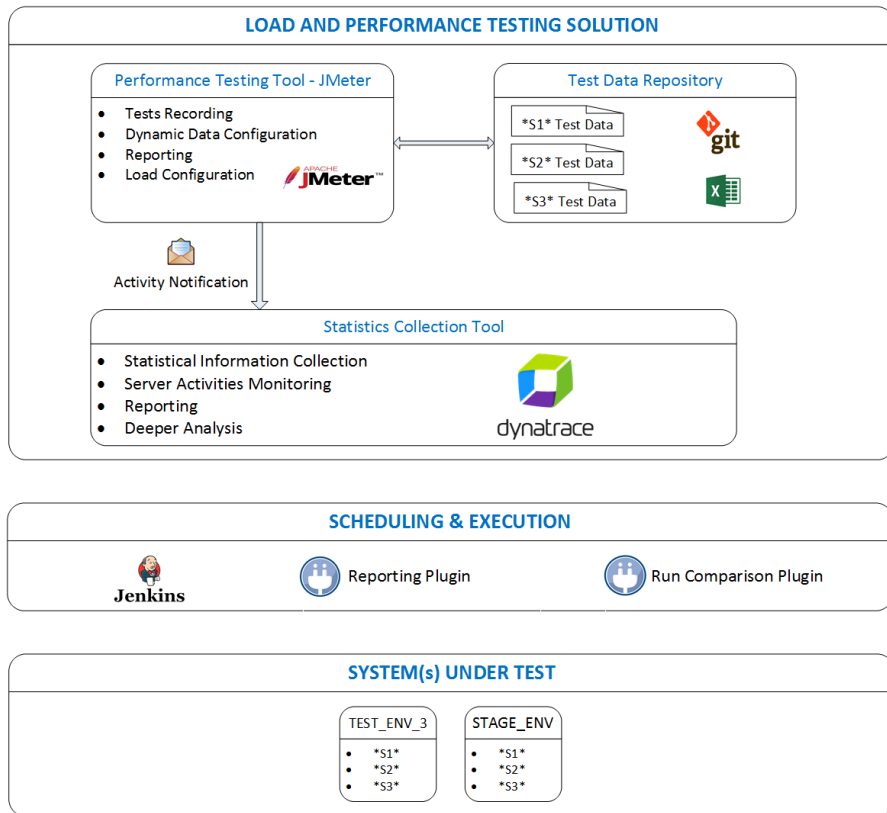 LOAD AND PERFORMANCE TESTING SOLUTION
Performance Testing Tool - JMeter
• Tests Recording
• Dynamic Data Configuration
• Reporting
• Load Configuration
APACHE
JMeter™
Test Data Repository
*S1* Test Data
*S2* Test Data
*S3* Test Data
git
X
Activity Notification
Statistics Collection Tool
• Statistical Information Collection
• Server Activities Monitoring
• Reporting
• Deeper Analysis
dynatrace
SCHEDULING & EXECUTION
Jenkins
Reporting Plugin
Run Comparison Plugin
SYSTEM(s) UNDER TEST
TEST_ENV_3
• *S1*
• *S2*
• *S3*
STAGE_ENV
• *S1*
• *S2*
• *S3*